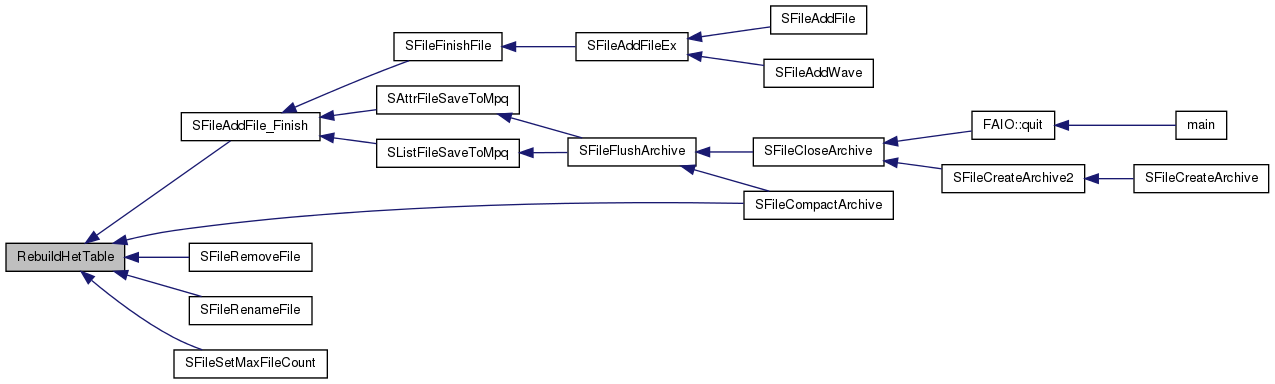 SFileAddFile
SFileFinishFile
SFileAddFileEx
SFileAddWave
SAttrFileSaveToMpq
SFileAddFile_Finish
FAIO::quit
main
SListFileSaveToMpq
SFileFlushArchive
SFileCloseArchive
SFileCreateArchive2
SFileCreateArchive
SFileCompactArchive
RebuildHetTable
SFileRemoveFile
SFileRenameFile
SFileSetMaxFileCount